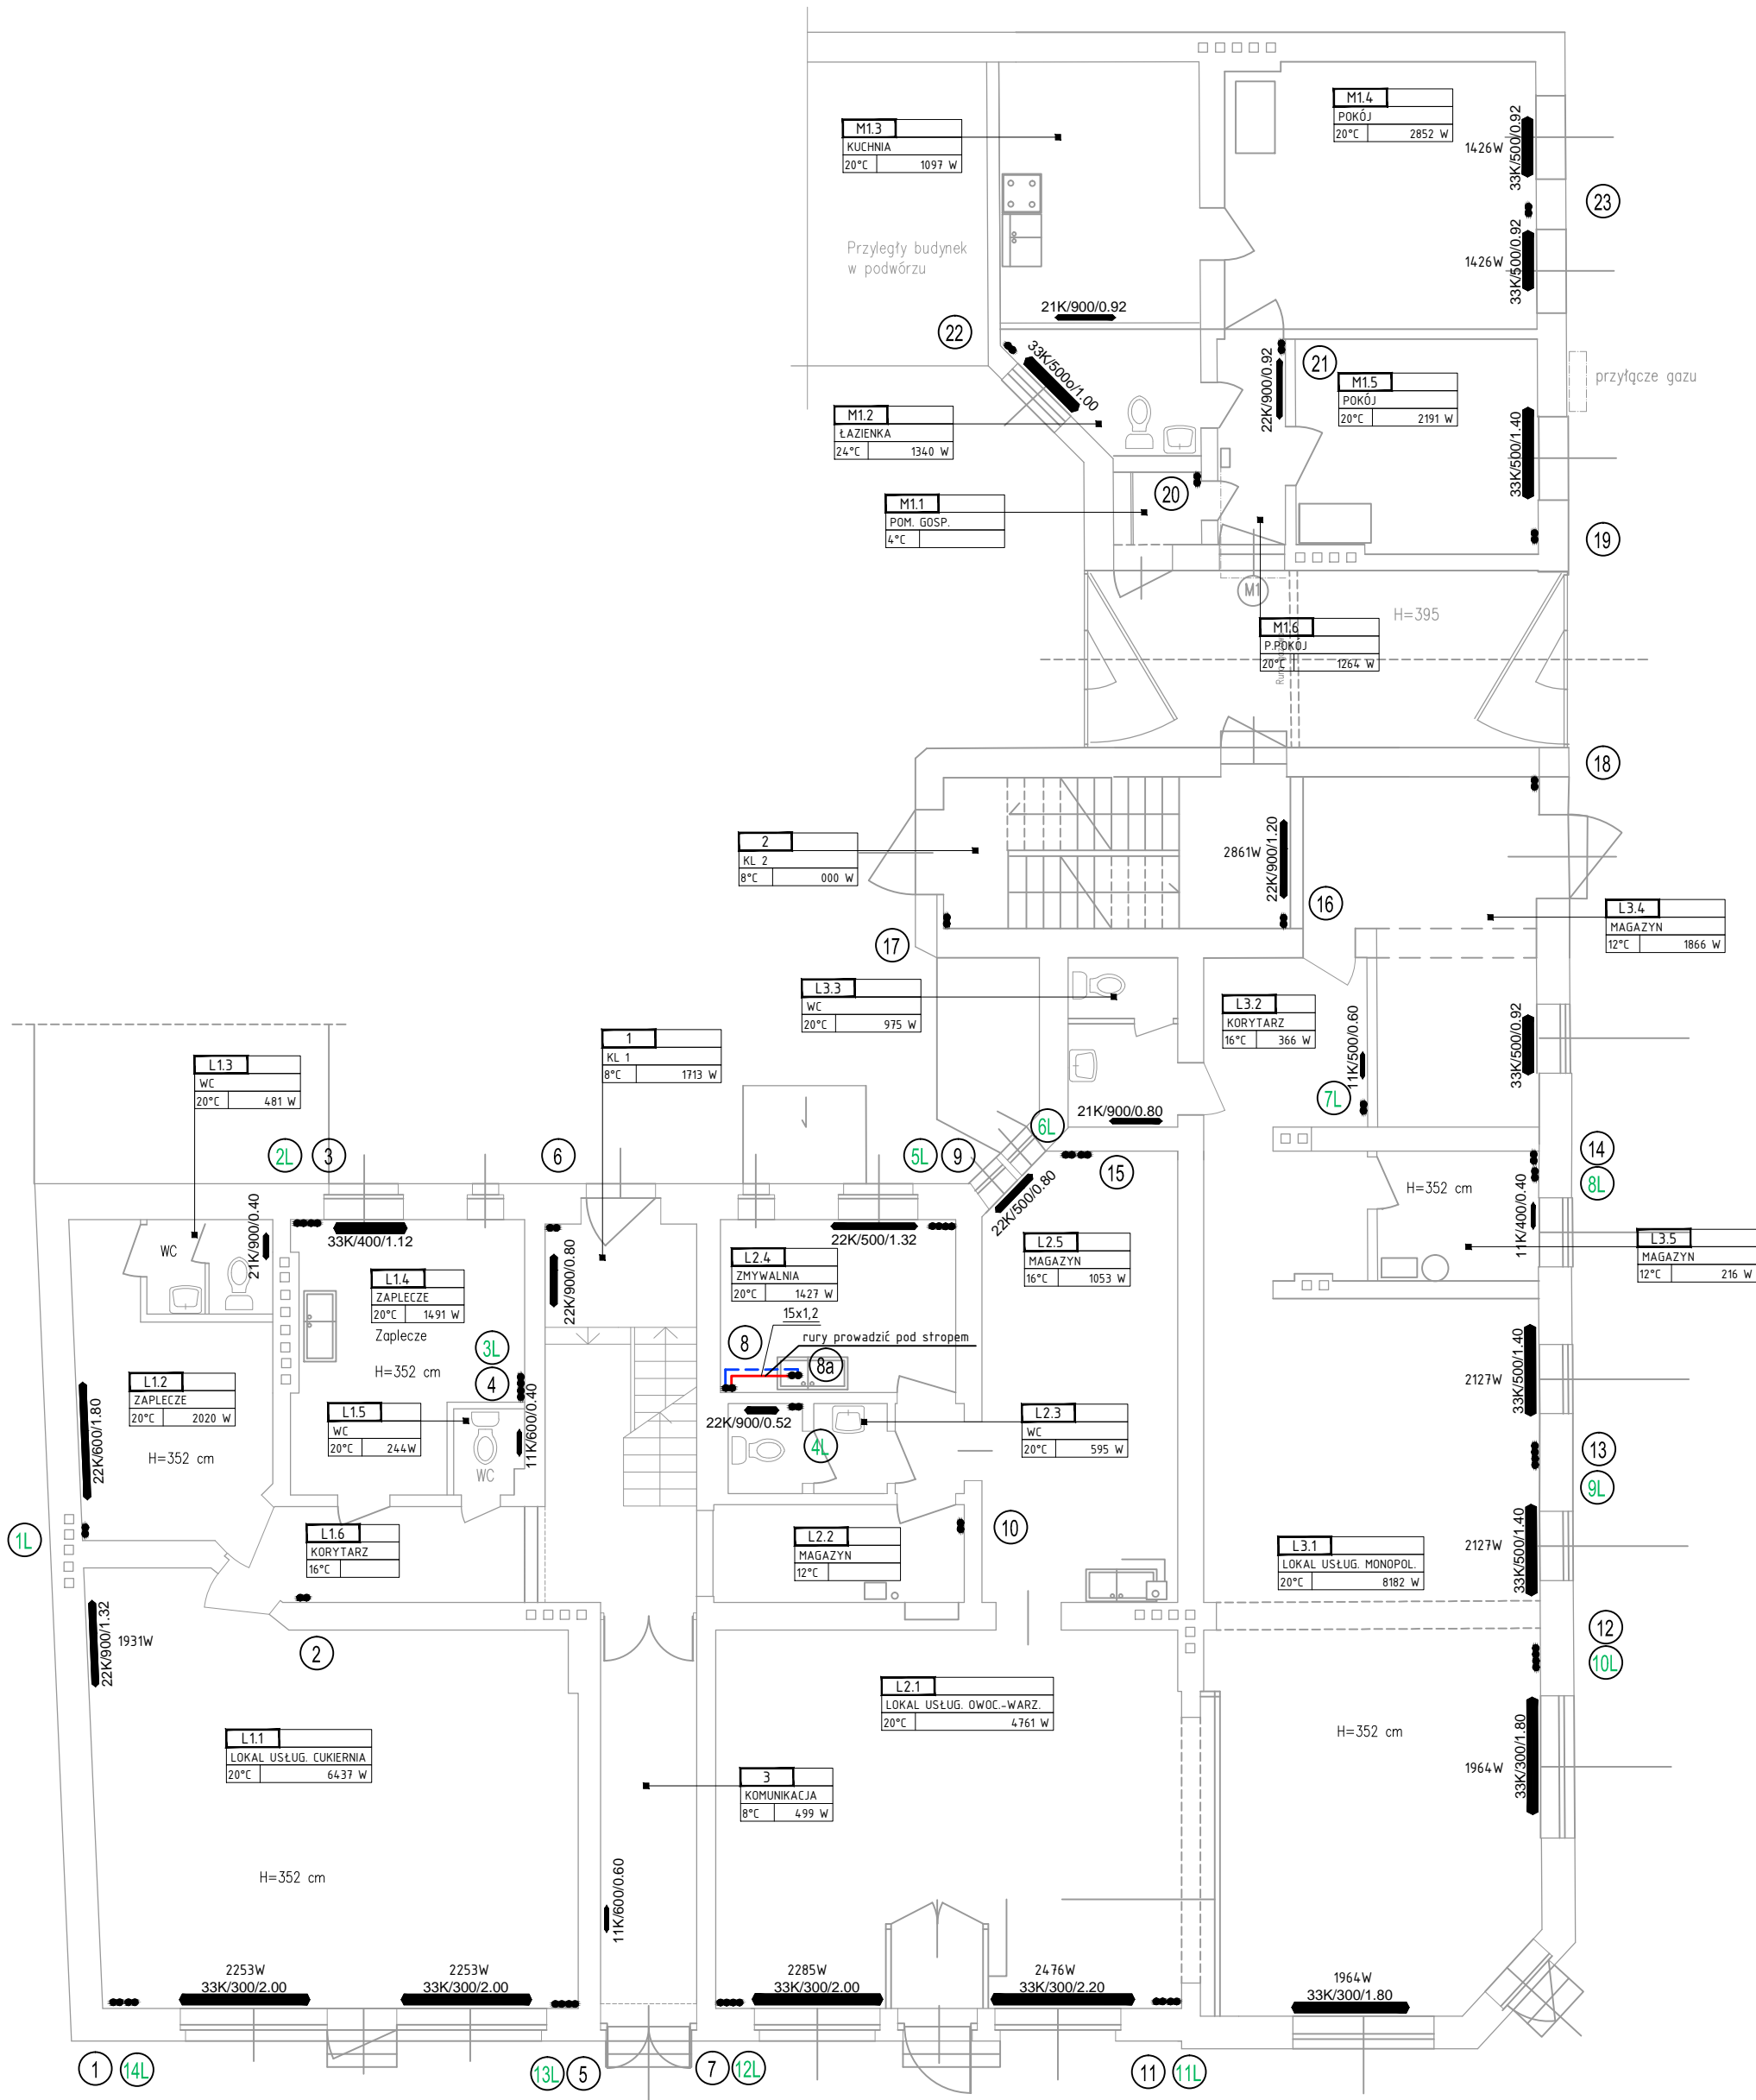 M1.4
POKÓJ
20°C 2852 W
1426W
33K/500/0.92
M1.3
KUCHNIA
20°C 1097 W
23
Przyległy budynek
w podwórzu
1426W
33K/500/0.92
21K/900/0.92
22
33K/500o/1.00
22K/900/0.92
21
M1.5
POKÓJ
20°C 2191 W
przyłącze gazu
M1.2
ŁAZIENKA
24°C 1340 W
33K/500/1.40
20
M1.1
POM. GOSP.
4°C
19
M1
H=395
M1.6
P.POKÓJ
20°C 1264 W
18
2
KL 2
8°C 000 W
2861W
22K/900/1.20
16
L3.4
MAGAZYN
12°C 1866 W
17
L3.3
WC
20°C 975 W
L3.2
KORYTARZ
16°C 366 W
11K/500/0.60
33K/500/0.92
1
KL 1
8°C 1713 W
L1.3
WC
20°C 481 W
7L
21K/900/0.80
6L
2L
3
6
5L
9
15
14
8L
H=352 cm
11K/400/0.40
22K/500/0.80
21K/900/0.40
WC
33K/400/1.12
22K/900/0.80
22K/500/1.32
L2.4
ZMYWALNIA
20°C 1427 W
L2.5
MAGAZYN
16°C 1053 W
L3.5
MAGAZYN
12°C 216 W
L1.4
ZAPLECZE
20°C 1491 W
Zaplecze
H=352 cm
3L
4
15x1,2
rury prowadzić pod stropem
8
8a
L1.2
ZAPLECZE
20°C 2020 W
H=352 cm
22K/600/1.80
L1.5
WC
20°C 244W
WC
11K/600/0.40
22K/900/0.52
4L
L2.3
WC
20°C 595 W
2127W
33K/500/1.40
13
9L
1L
L1.6
KORYTARZ
16°C
L2.2
MAGAZYN
12°C
10
L3.1
LOKAL USŁUG. MONOPOL.
20°C 8182 W
2127W
33K/500/1.40
1931W
22K/900/1.32
2
12
10L
L2.1
LOKAL USŁUG. OWOC.-WARZ.
20°C 4761 W
L1.1
LOKAL USŁUG. CUKIERNIA
20°C 6437 W
H=352 cm
1964W
33K/300/1.80
3
KOMUNIKACJA
8°C 499 W
H=352 cm
11K/600/0.60
2253W
33K/300/2.00
2253W
33K/300/2.00
2285W
33K/300/2.00
2476W
33K/300/2.20
1964W
33K/300/1.80
1
14L
13L
5
7
12L
11
11L